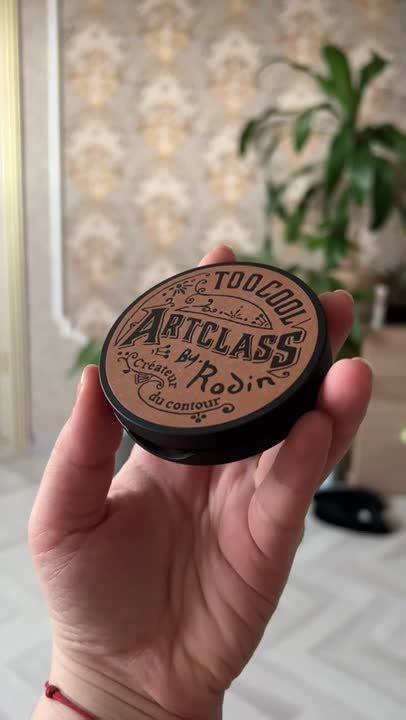 TOO COOL
ARTCLASS
By Rodin
Créateur
du contour